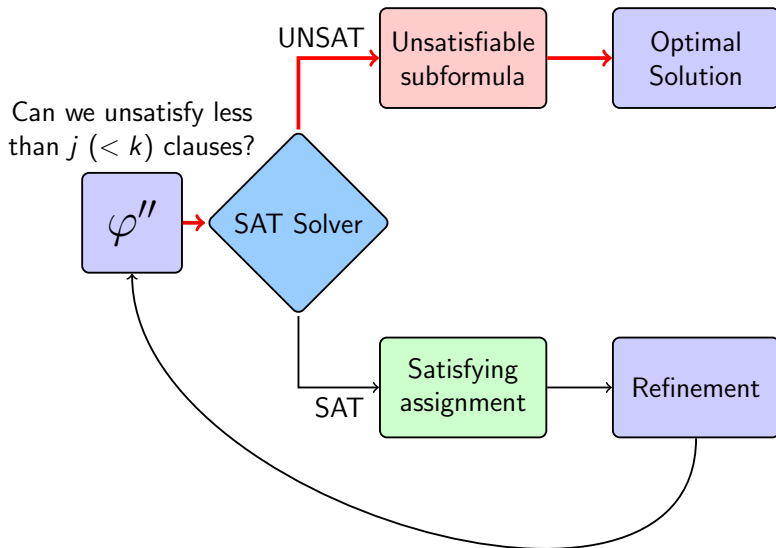 UNSAT
Unsatisfiable
subformula
Optimal
Solution
Can we unsatisfy less
than j (< k) clauses?
φ′′
SAT Solver
SAT
Satisfying
assignment
Refinement